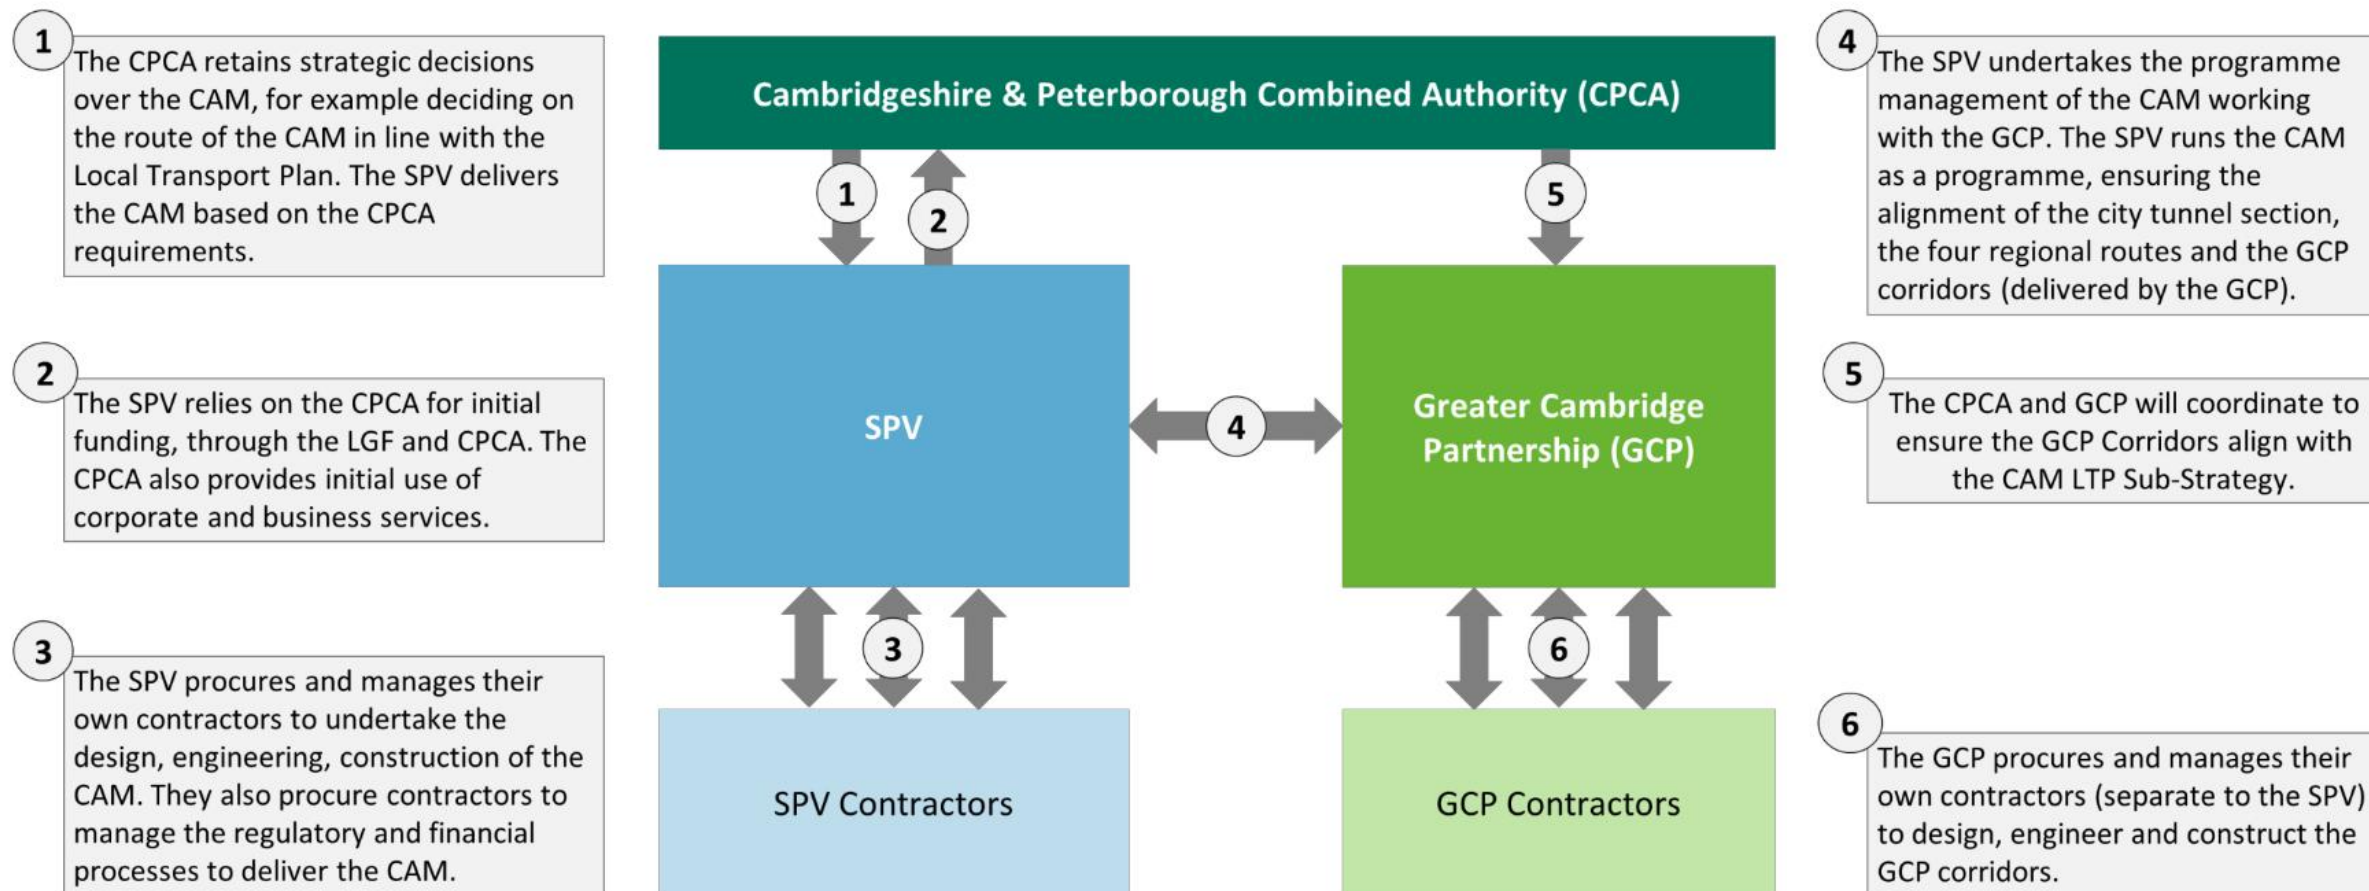 1
The CPCA retains strategic decisions
over the CAM, for example deciding on
the route of the CAM in line with the
Local Transport Plan. The SPV delivers
the CAM based on the CPCA
requirements.
2
The SPV relies on the CPCA for initial
funding, through the LGF and CPCA. The
CPCA also provides initial use of
corporate and business services.
3
The SPV procures and manages their
own contractors to undertake the
design, engineering, construction of the
CAM. They also procure contractors to
manage the regulatory and financial
processes to deliver the CAM.
Cambridgeshire & Peterborough Combined Authority (CPCA)
1
2
5
SPV
4
Greater Cambridge
Partnership (GCP)
3
6
SPV Contractors
GCP Contractors
4
The SPV undertakes the programme
management of the CAM working
with the GCP. The SPV runs the CAM
as a programme, ensuring the
alignment of the city tunnel section,
the four regional routes and the GCP
corridors (delivered by the GCP).
5
The CPCA and GCP will coordinate to
ensure the GCP Corridors align with
the CAM LTP Sub-Strategy.
6
The GCP procures and manages their
own contractors (separate to the SPV)
to design, engineer and construct the
GCP corridors.